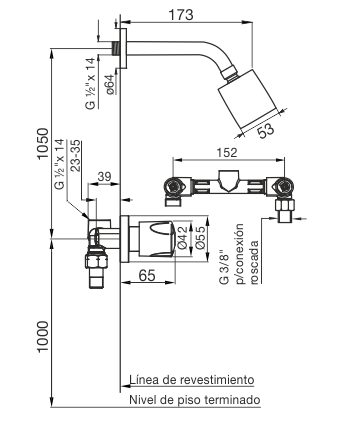 173
G ½"x 14
ø64
53
1050
G ½"x 14
23-35
39
152
Ø42
Ø55
65
G 3/8"
p/conexión
roscada
1000
Línea de revestimiento
Nivel de piso terminado